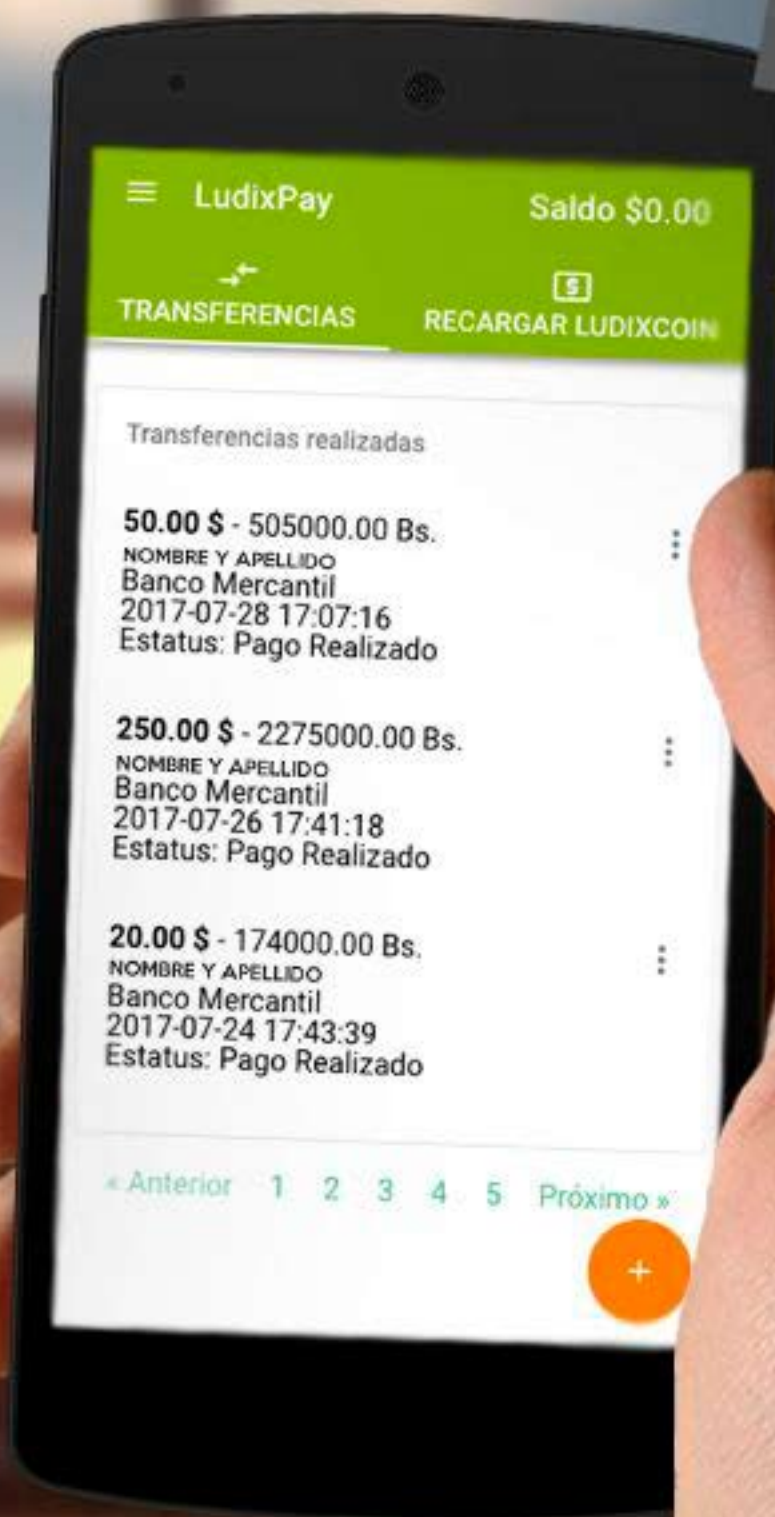 LudixPay
Saldo $0.00
TRANSFERENCIAS
RECARGAR LUDIXCOIN
Transferencias realizadas
50.00 $ - 505000.00 Bs.
NOMBRE Y APELLIDO
Banco Mercantil
2017-07-28 17:07:16
Estatus: Pago Realizado
250.00 $ - 2275000.00 Bs.
NOMBRE Y APELLIDO
Banco Mercantil
2017-07-26 17:41:18
Estatus: Pago Realizado
20.00 $ - 174000.00 Bs.
NOMBRE Y APELLIDO
Banco Mercantil
2017-07-24 17:43:39
Estatus: Pago Realizado
« Anterior 1 2 3 4 5 Próximo »
+